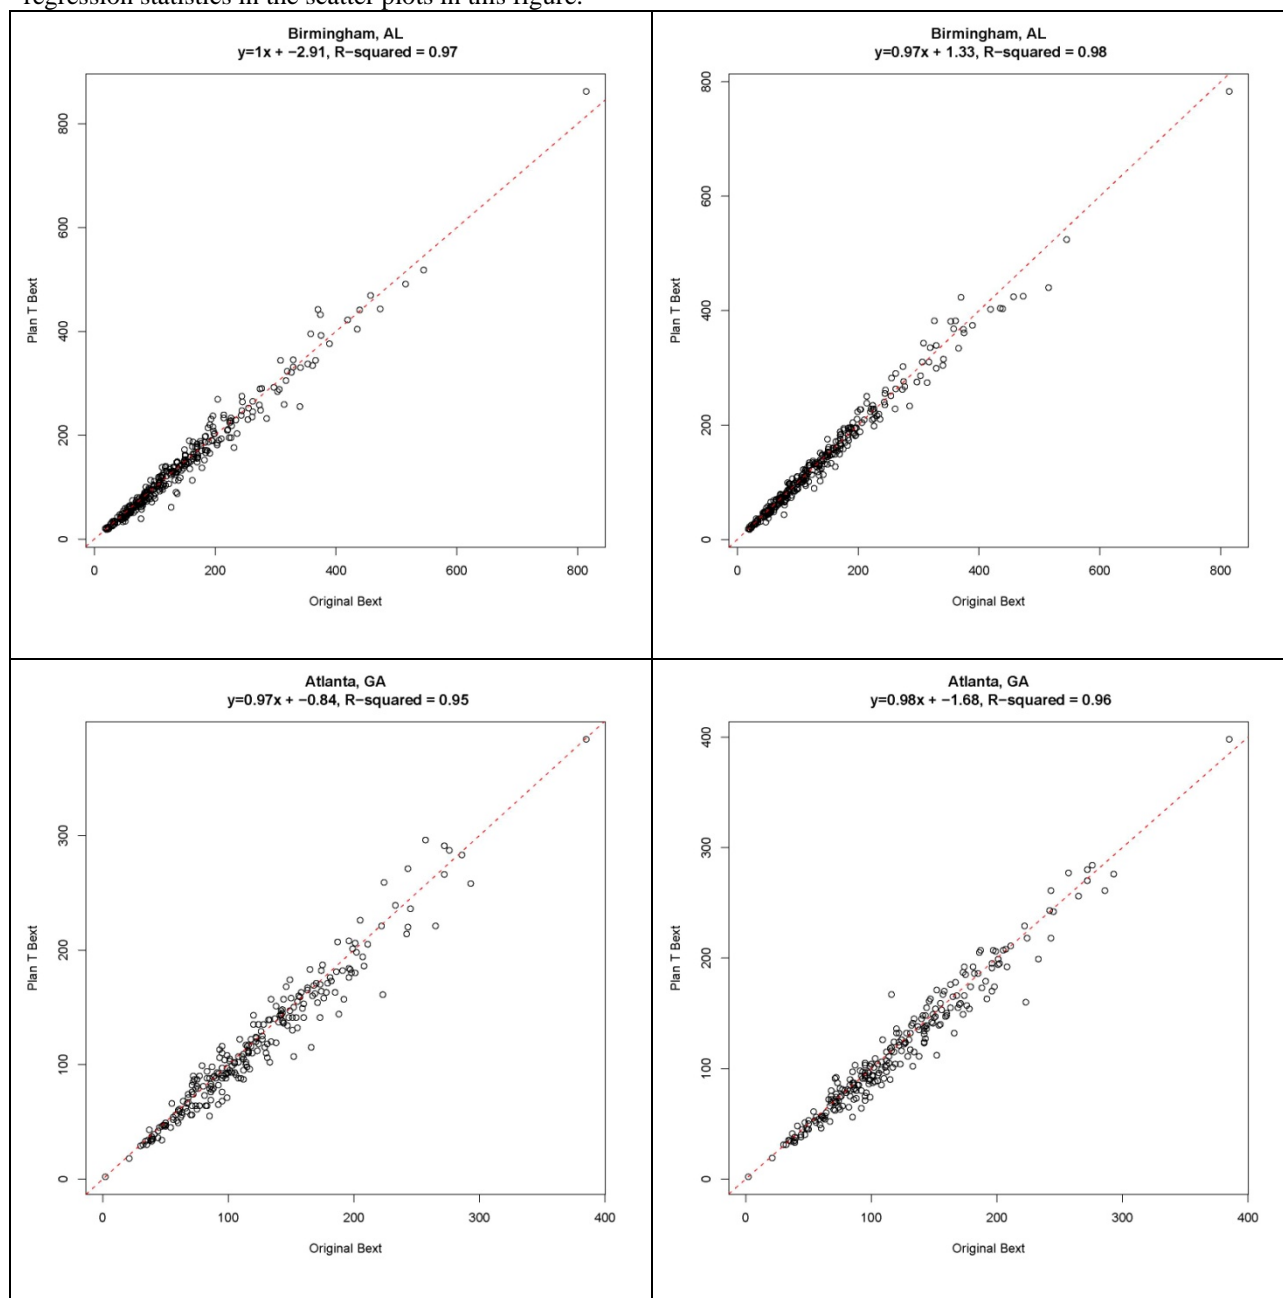 regression statistics in the scatter plots in this figure.
Birmingham, AL
y=1x + −2.91, R−squared = 0.97
800
600
400
200
0
Plan T Bext
0 200 400 600 800
Original Bext
Birmingham, AL
y=0.97x + 1.33, R−squared = 0.98
800
600
400
200
0
Plan T Bext
0 200 400 600 800
Original Bext
Atlanta, GA
y=0.97x + −0.84, R−squared = 0.95
300
200
100
0
Plan T Bext
0 100 200 300 400
Original Bext
Atlanta, GA
y=0.98x + −1.68, R−squared = 0.96
400
300
200
100
0
Plan T Bext
0 100 200 300 400
Original Bext